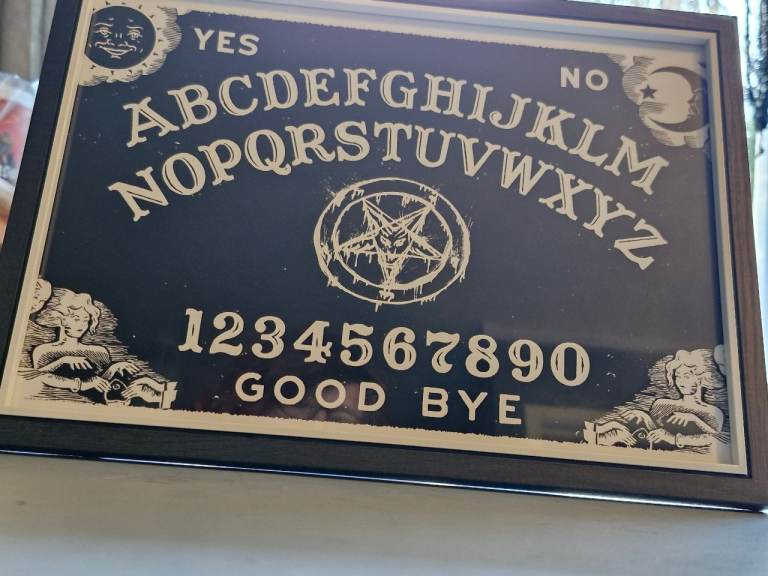 YES
NO
ABCDEFGHIJKLM
NOPQRSTUVWXYZ
1234567890
GOOD BYE